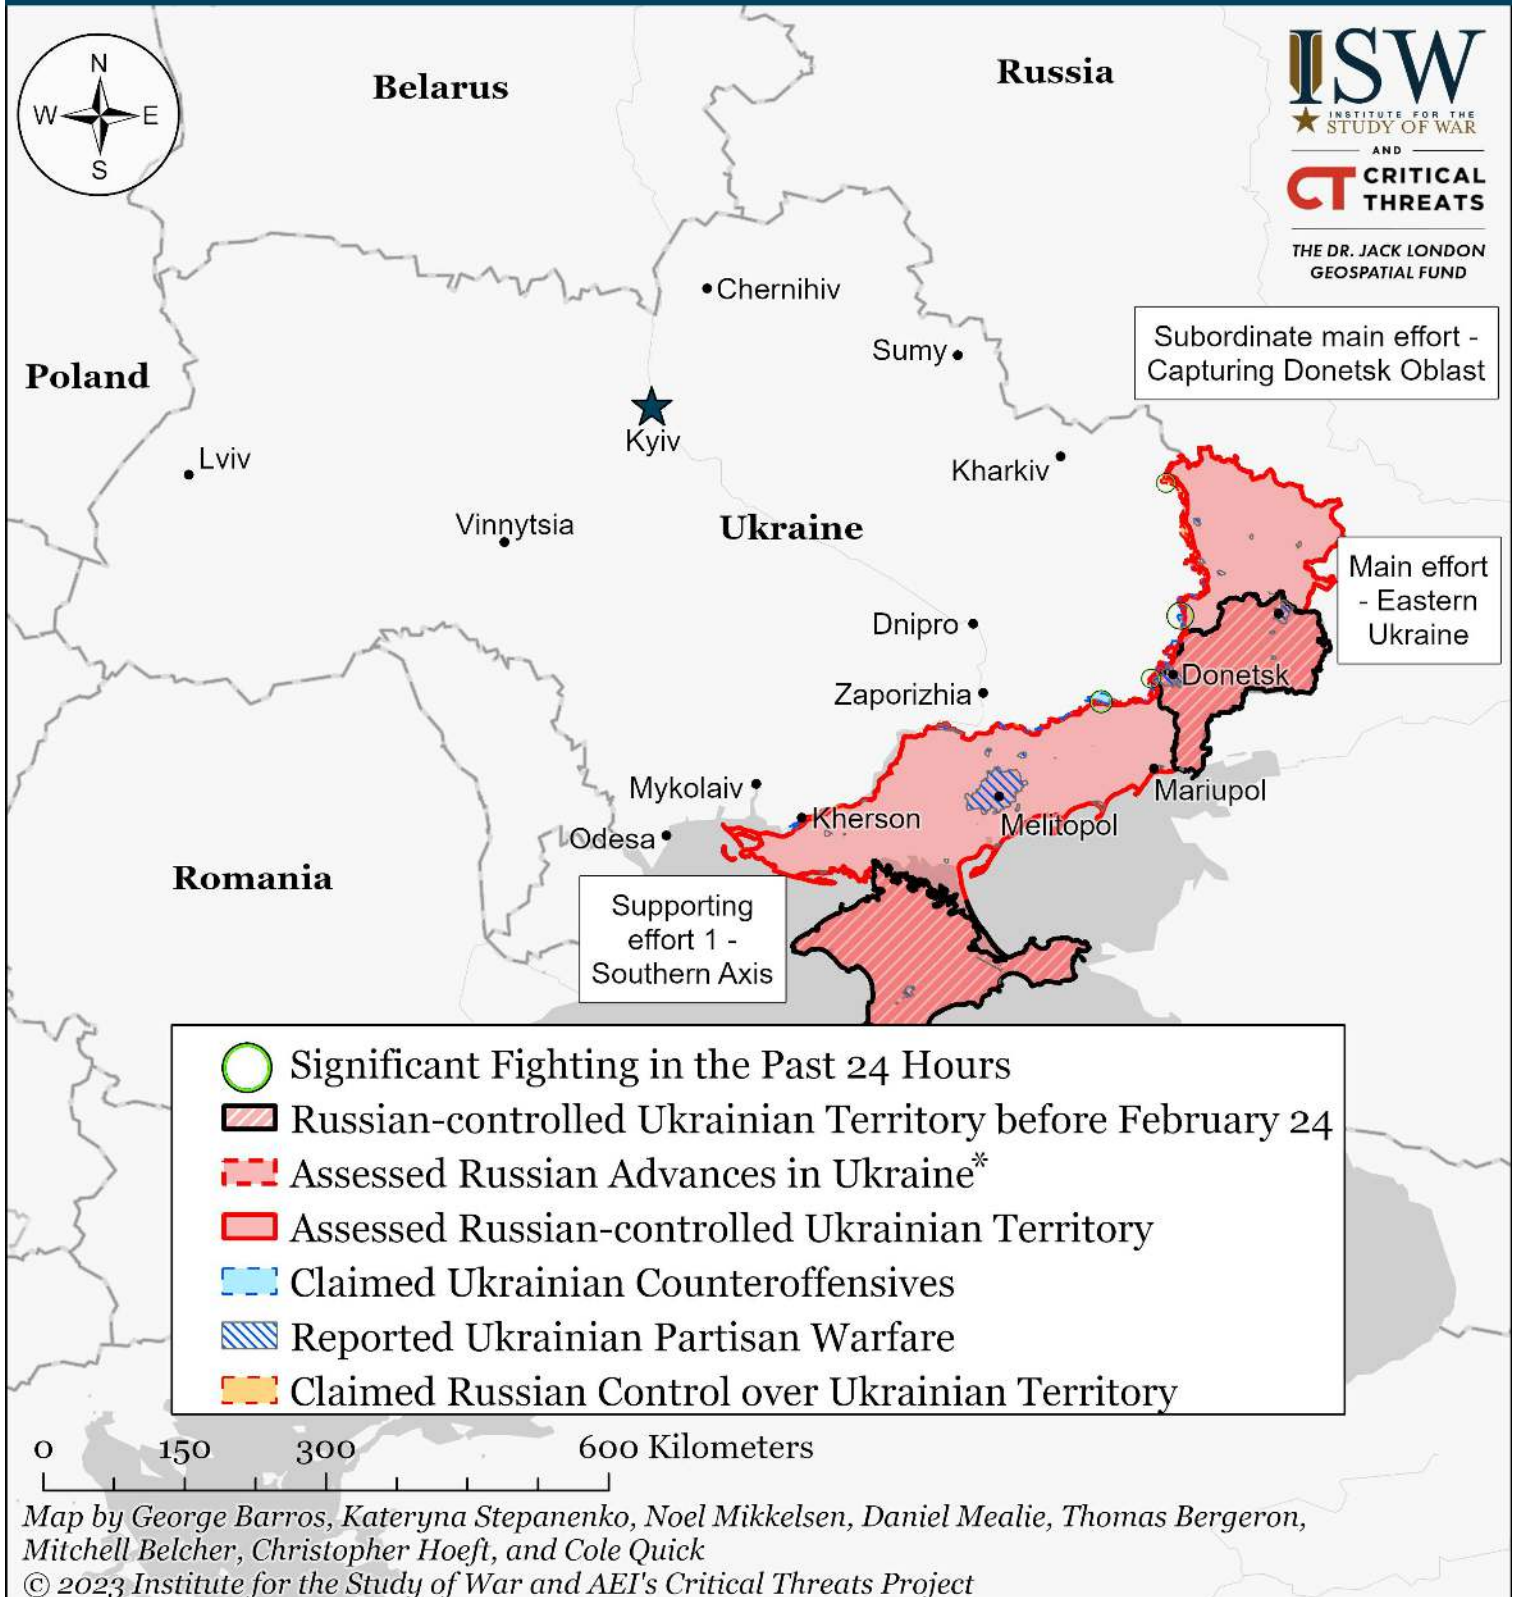 N
W E
S
Belarus
Russia
ISW
INSTITUTE FOR THE
STUDY OF WAR
AND
CT CRITICAL
THREATS
THE DR. JACK LONDON
GEOSPATIAL FUND
Chernihiv
Sumy
Subordinate main effort -
Capturing Donetsk Oblast
Poland
Kyiv
Lviv
Kharkiv
Vinnytsia
Ukraine
Main effort
- Eastern
Ukraine
Dnipro
Donetsk
Zaporizhia
Mykolaiv
Mariupol
Kherson
Melitopol
Odesa
Romania
Supporting
effort 1 -
Southern Axis
Significant Fighting in the Past 24 Hours
Russian-controlled Ukrainian Territory before February 24
Assessed Russian Advances in Ukraine*
Assessed Russian-controlled Ukrainian Territory
Claimed Ukrainian Counteroffensives
Reported Ukrainian Partisan Warfare
Claimed Russian Control over Ukrainian Territory
0 150 300 600 Kilometers
Map by George Barros, Kateryna Stepanenko, Noel Mikkelsen, Daniel Mealie, Thomas Bergeron,
Mitchell Belcher, Christopher Hoeft, and Cole Quick
© 2023 Institute for the Study of War and AEI's Critical Threats Project